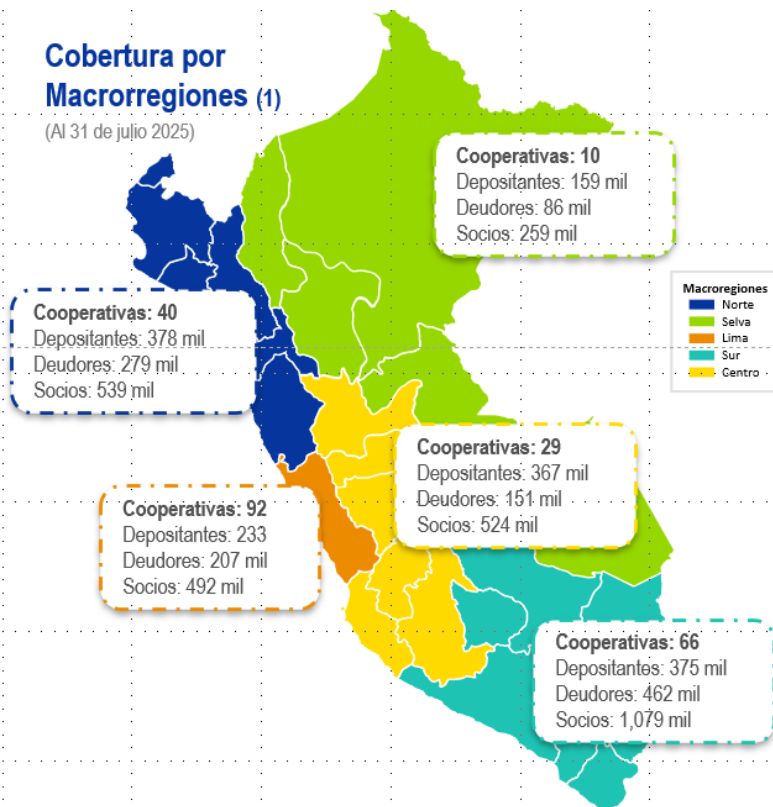 Cobertura por
Macrorregiones (1)
(Al 31 de julio 2025)
Cooperativas: 10
Depositantes: 159 mil
Deudores: 86 mil
Socios: 259 mil
Macroregiones
Norte
Selva
Lima
Sur
Centro
Cooperativas: 40
Depositantes: 378 mil
Deudores: 279 mil
Socios: 539 mil
Cooperativas: 29
Depositantes: 367 mil
Deudores: 151 mil
Socios: 524 mil
Cooperativas: 92
Depositantes: 233
Deudores: 207 mil
Socios: 492 mil
Cooperativas: 66
Depositantes: 375 mil
Deudores: 462 mil
Socios: 1,079 mil